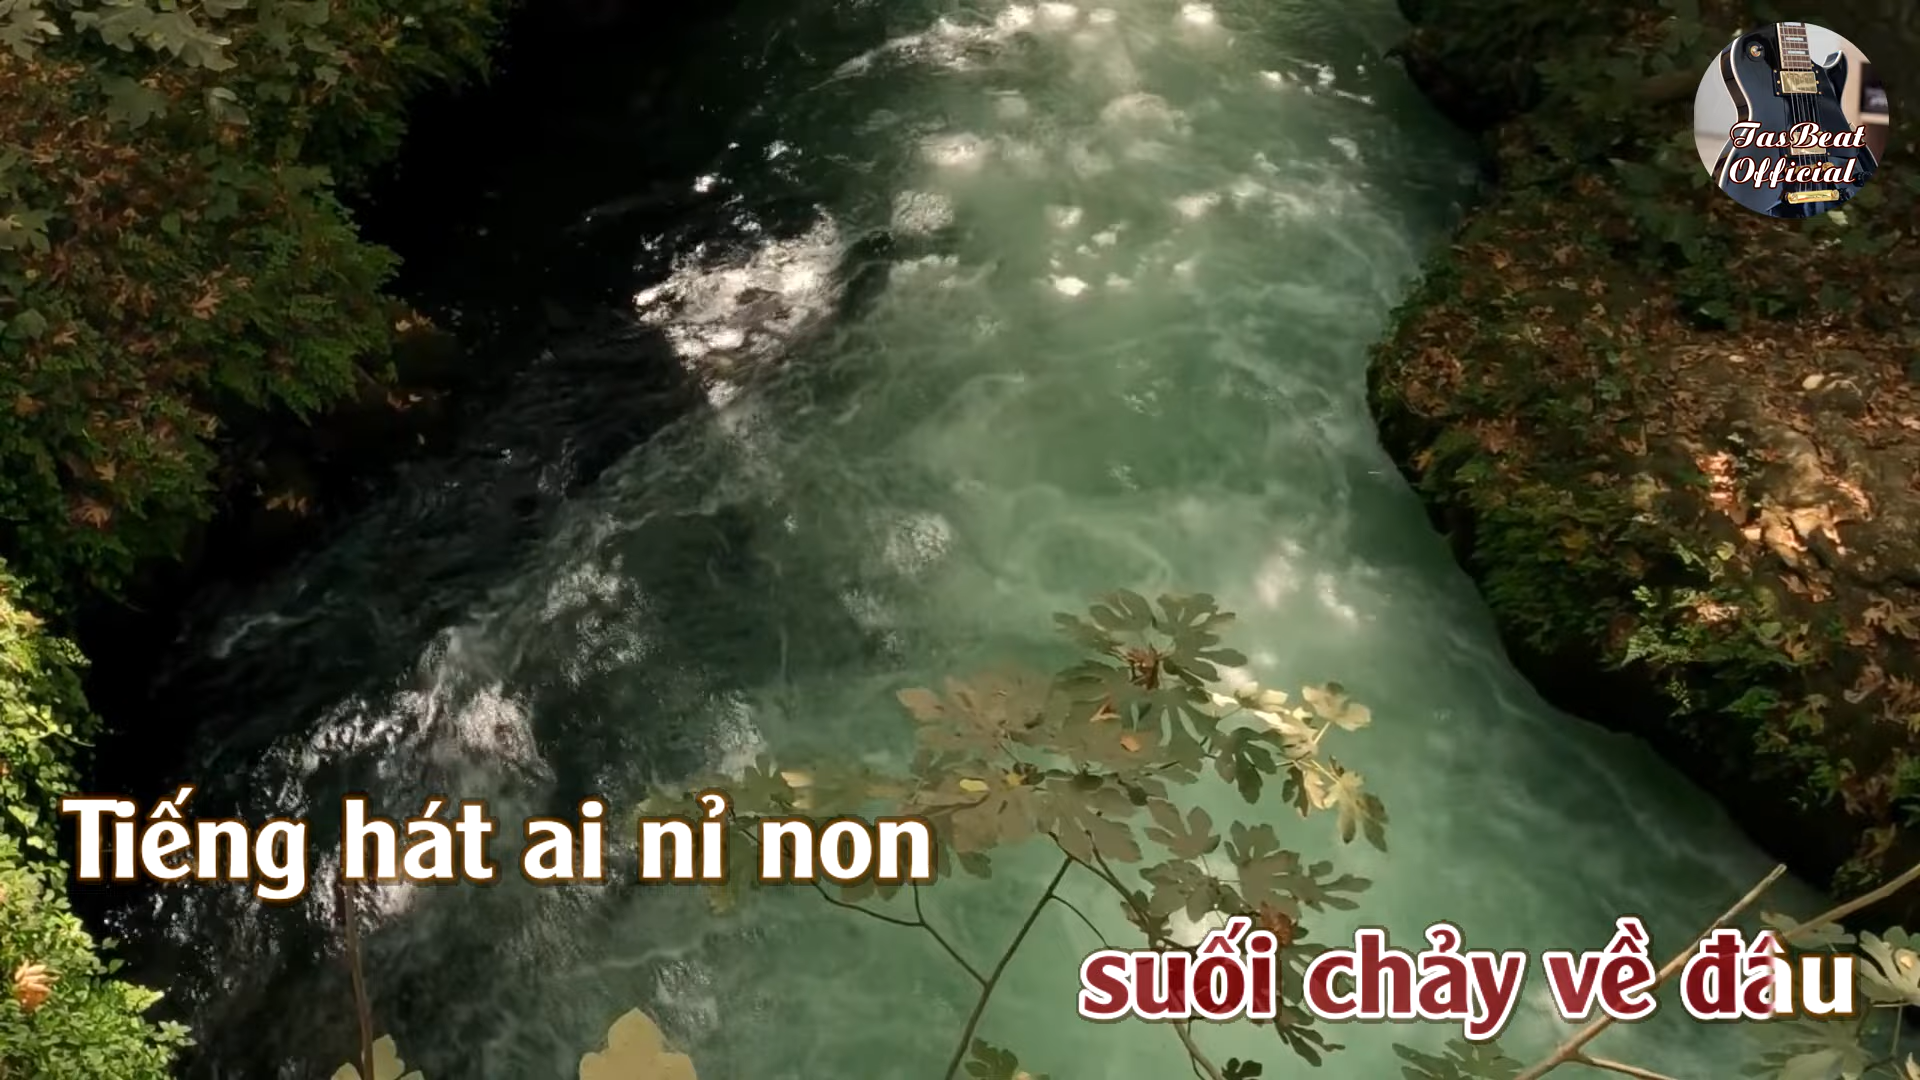 TasBeat
Official
Tiếng hát ai nỉ non
suối chảy về đâu